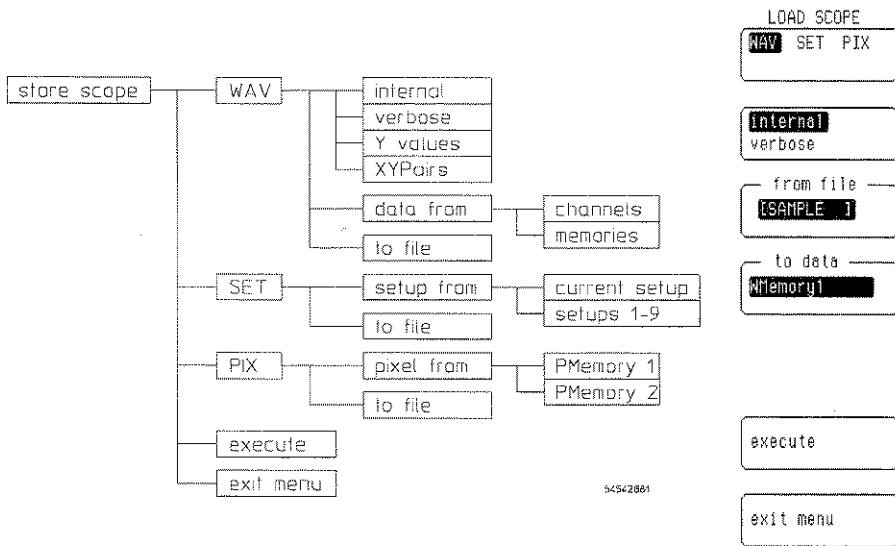 store scope
WAV
internal
verbose
Y values
XYPairs
data from
channels
memories
to file
SET
setup from
current setup
setups 1-9
to file
PIX
pixel from
PMemory 1
PMemory 2
to file
execute
exit menu
54542B81
LOAD SCOPE
WAV SET PIX
internal
verbose
from file
[SAMPLE ]
to data
WMemory1
execute
exit menu